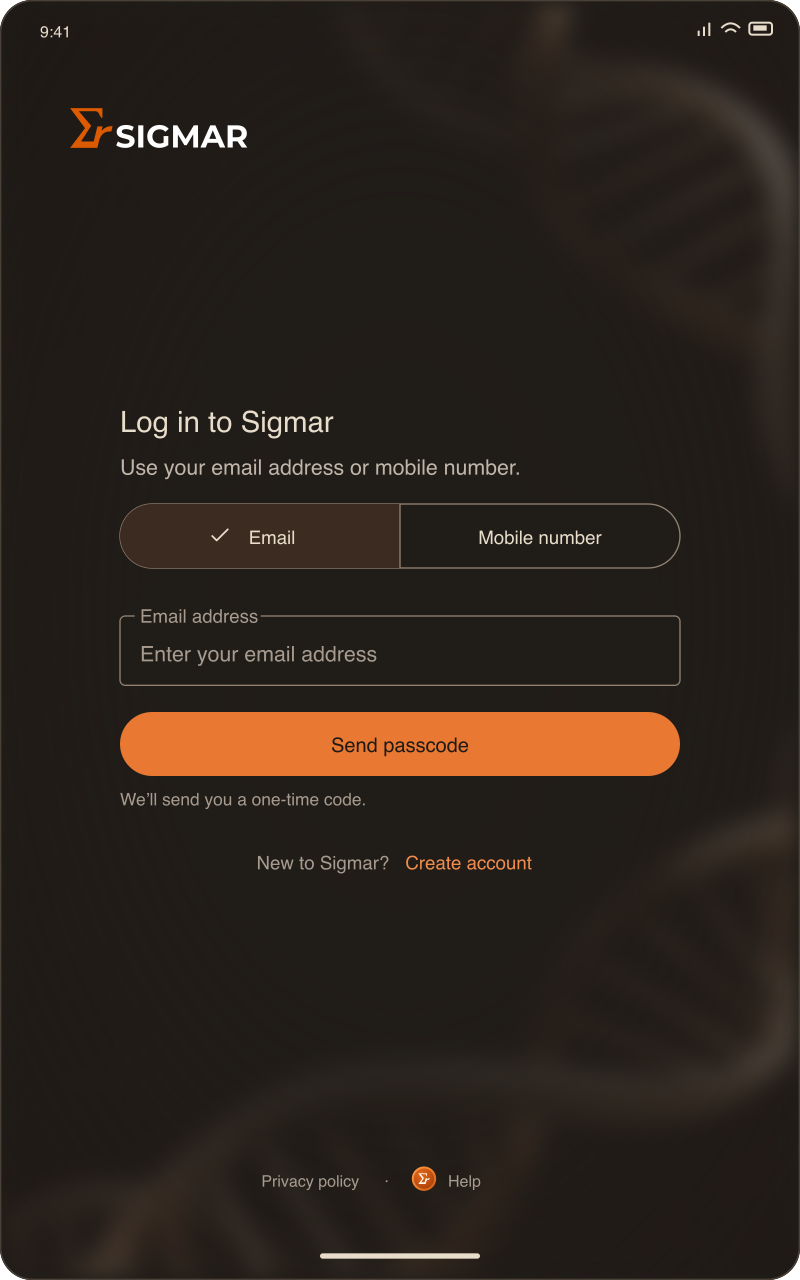 9:41
Σr SIGMAR
Log in to Sigmar
Use your email address or mobile number.
Email
Mobile number
Email address
Enter your email address
Send passcode
We’ll send you a one-time code.
New to Sigmar? Create account
Privacy policy · Σr Help